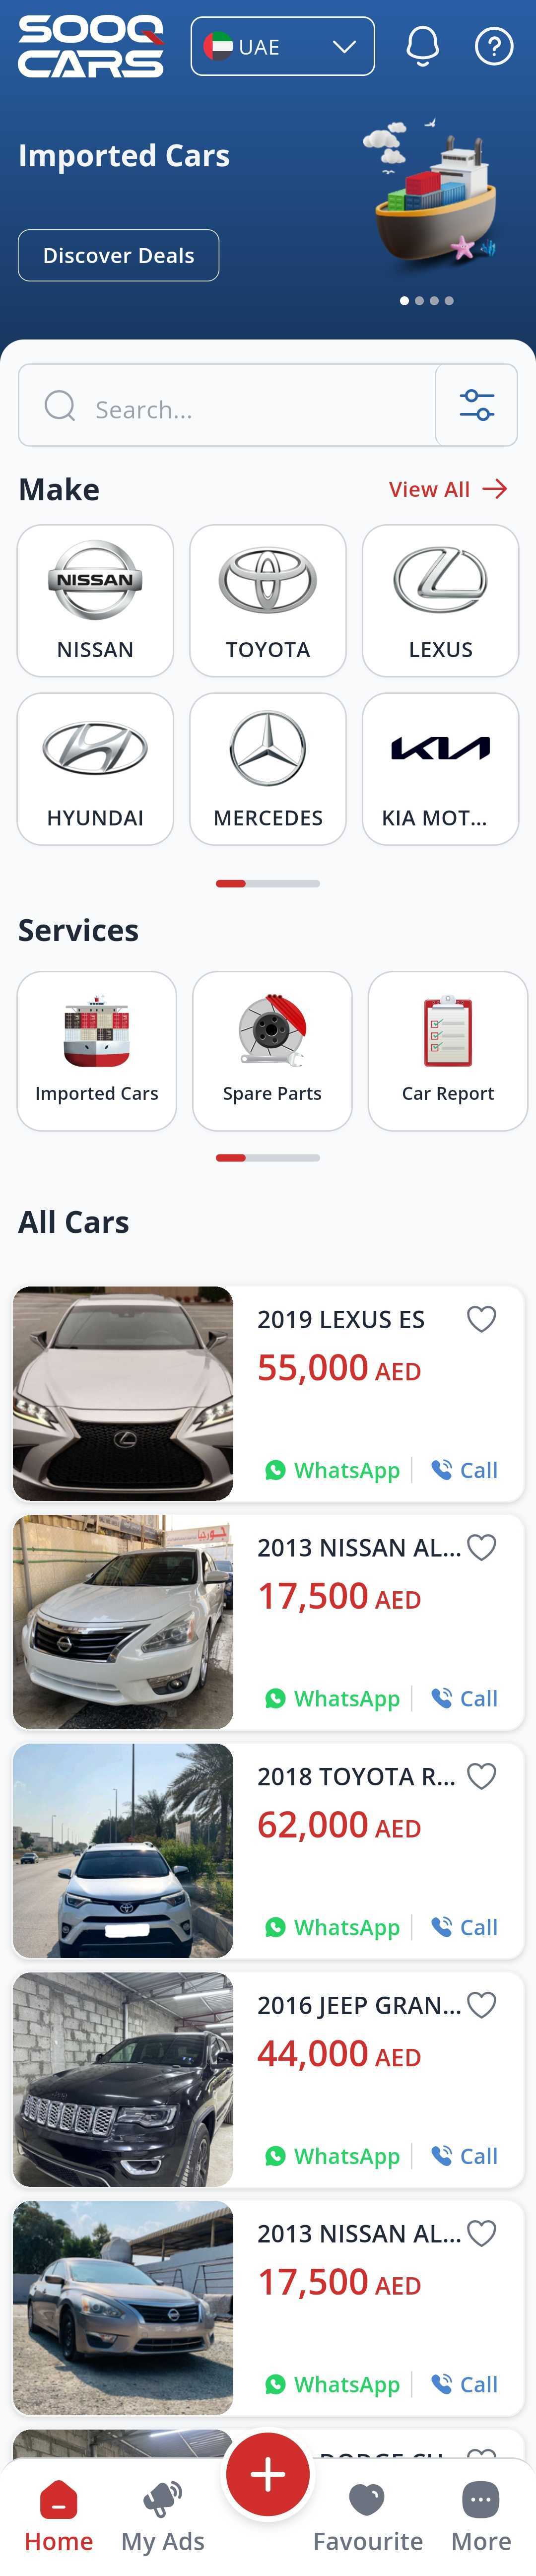 SOOQ
CARS
UAE
Imported Cars
Discover Deals
Search...
Make
View All
NISSAN
NISSAN
TOYOTA
LEXUS
HYUNDAI
MERCEDES
KIA
KIA MOT...
Services
Imported Cars
Spare Parts
Car Report
All Cars
2019 LEXUS ES
55,000 AED
WhatsApp
Call
2013 NISSAN AL...
17,500 AED
WhatsApp
Call
2018 TOYOTA R...
62,000 AED
WhatsApp
Call
2016 JEEP GRAN...
44,000 AED
WhatsApp
Call
2013 NISSAN AL...
17,500 AED
WhatsApp
Call
Home
My Ads
Favourite
More